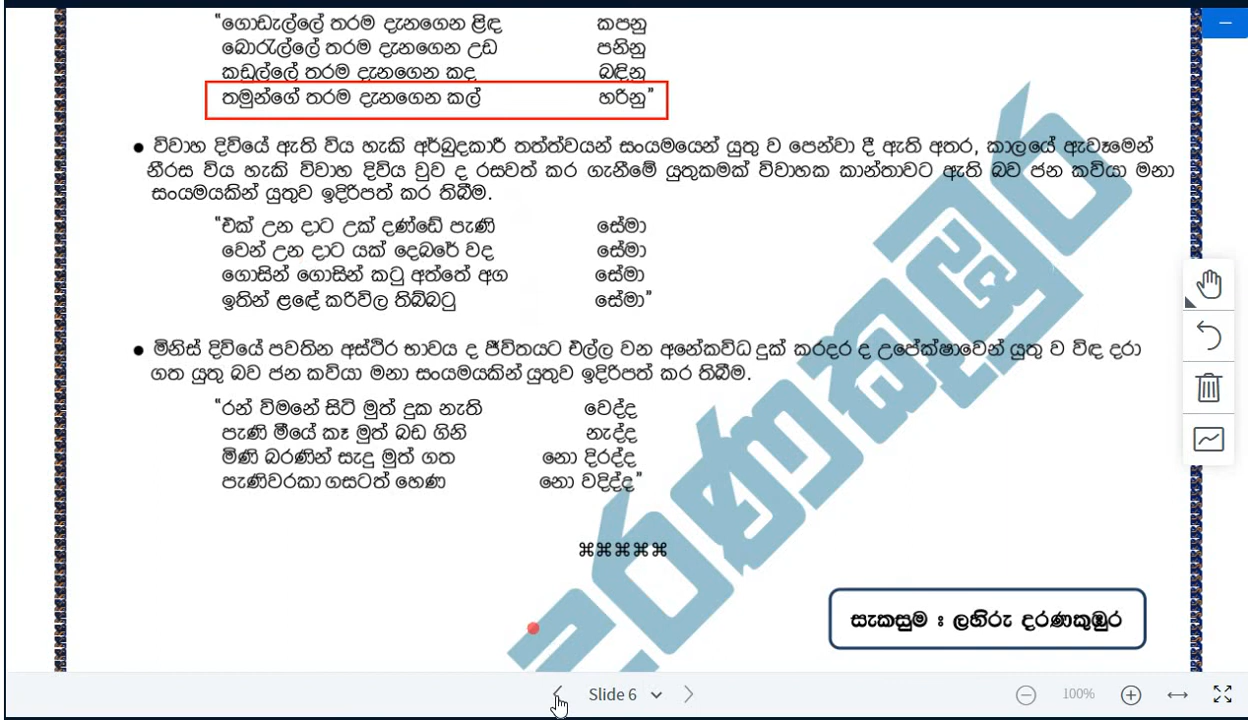 "ගොඩැල්ලේ තරම දැනගෙන ළිඳ කපනු
බොරැල්ලේ තරම දැනගෙන උඩ පනිනු
කඩුල්ලේ තරම දැනගෙන කද බඳිනු
තමුන්ගේ තරම දැනගෙන කල් හරිනු"
● විවාහ දිවියේ ඇති විය හැකි අර්බුදකාරී තත්ත්වයන් සංයමයෙන් යුතු ව පෙන්වා දී ඇති අතර, කාලයේ ඇවෑමෙන්
නීරස විය හැකි විවාහ දිවිය වුව ද රසවත් කර ගැනීමේ යුතුකමක් විවාහක කාන්තාවට ඇති බව ජන කවියා මනා
සංයමයකින් යුතුව ඉදිරිපත් කර තිබීම.
"එක් උන දාට උක් දණ්ඩේ පැණි සේමා
වෙන් උන දාට යක් දෙබරේ වද සේමා
ගොසින් ගොසින් කටු අත්තේ අග සේමා
ඉතින් ළඳේ කරිවිල තිබ්බටු සේමා"
● මිනිස් දිවියේ පවතින අස්ථිර භාවය ද ජීවිතයට එල්ල වන අනේකවිධ දුක් කරදර ද උපේක්ෂාවෙන් යුතු ව විඳ දරා
ගත යුතු බව ජන කවියා මනා සංයමයකින් යුතුව ඉදිරිපත් කර තිබීම.
"රන් විමනේ සිටි මුත් දුක නැති වෙද්ද
පැණි මීයේ කෑ මුත් බඩ ගිනි නැද්ද
මිණි බරණින් සැදු මුත් ගත නො දිරද්ද
පැණිවරකා ගසටත් හෙණ නො වදිද්ද"
⌘⌘⌘⌘⌘
සැකසුම : ලහිරු දරණකුඹුර
දරණකුඹුර
Slide 6
100%